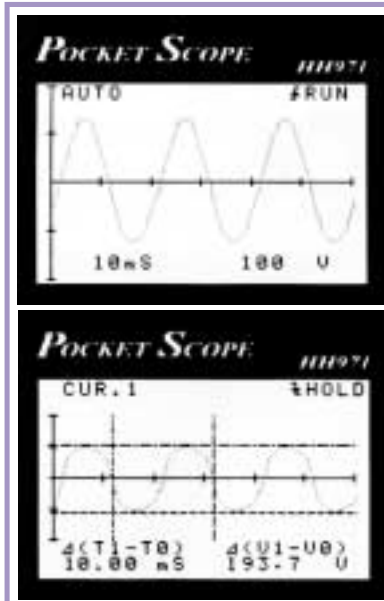 POCKET SCOPE
HH971
AUTO RUN
10mS 100 V
POCKET SCOPE
HH971
CUR.1 HOLD
⊿(T1-T0) ⊿(V1-V0)
10.00 mS 193.7 V